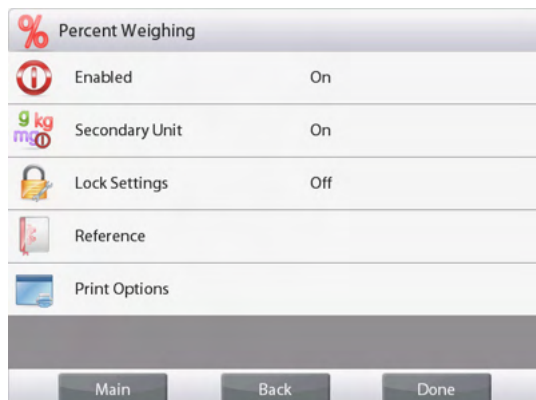 % Percent Weighing
Enabled On
g kg mg Secondary Unit On
Lock Settings Off
Reference
Print Options
Main Back Done